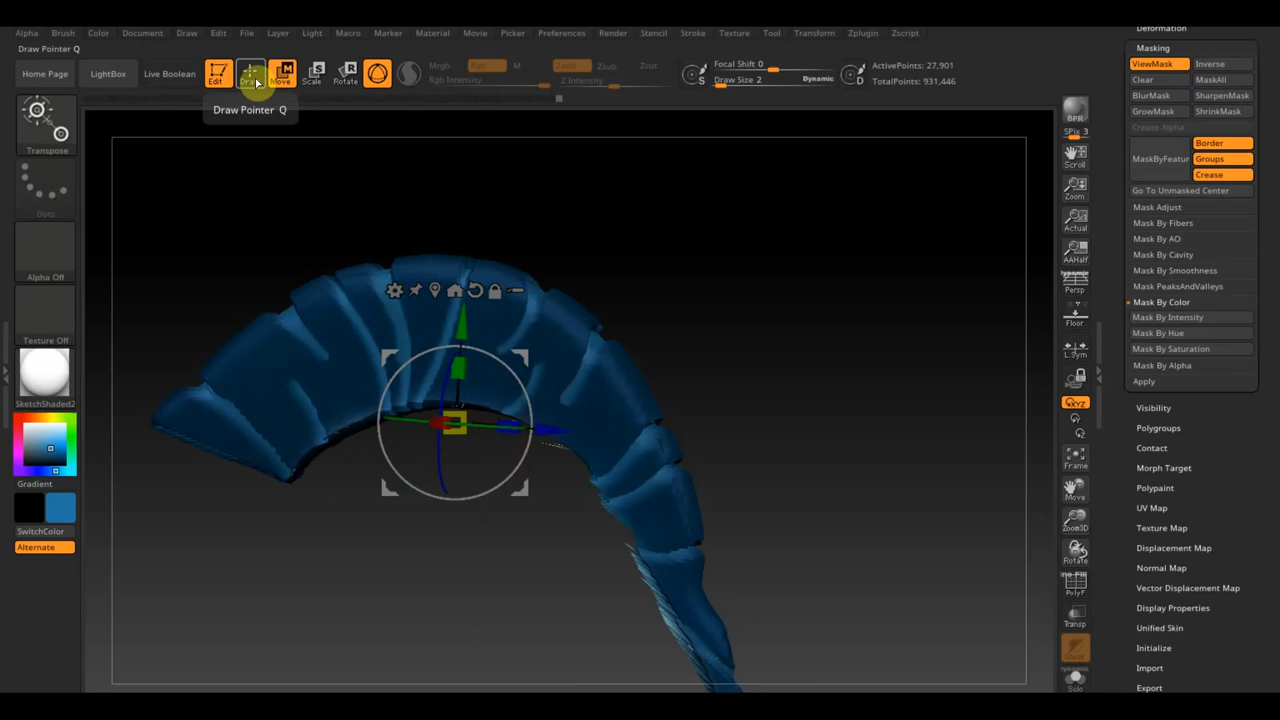 Alpha Brush Color Document Draw Edit File Layer Light Macro Marker Material Movie Picker Preferences Render Stencil Stroke Texture Tool Transform Zplugin Zscript
Draw Pointer Q
Home Page
LightBox
Live Boolean
Edit
Draw
Move
Scale
Rotate
Mrgb
Rgb
M
Rgb Intensity
Zadd
Zsub
Zcut
Z Intensity
S
Focal Shift 0
Draw Size 2
Dynamic
D
ActivePoints: 27,901
TotalPoints: 931,446
Draw Pointer Q
Transpose
Dots
Alpha Off
Texture Off
SketchShaded2
Gradient
SwitchColor
Alternate
BPR
SPix 3
Scroll
Zoom
Actual
AAHalf
Dynamic
Persp
Floor
L.Sym
XYZ
Frame
Move
Zoom3D
Rotate
Line Fill
PolyF
Transp
Ghost
Dynamic
Solo
Deformation
Masking
ViewMask
Inverse
Clear
MaskAll
BlurMask
SharpenMask
GrowMask
ShrinkMask
Create Alpha
MaskByFeatur
Border
Groups
Crease
Go To Unmasked Center
Mask Adjust
Mask By Fibers
Mask By AO
Mask By Cavity
Mask By Smoothness
Mask PeaksAndValleys
Mask By Color
Mask By Intensity
Mask By Hue
Mask By Saturation
Mask By Alpha
Apply
Visibility
Polygroups
Contact
Morph Target
Polypaint
UV Map
Texture Map
Displacement Map
Normal Map
Vector Displacement Map
Display Properties
Unified Skin
Initialize
Import
Export